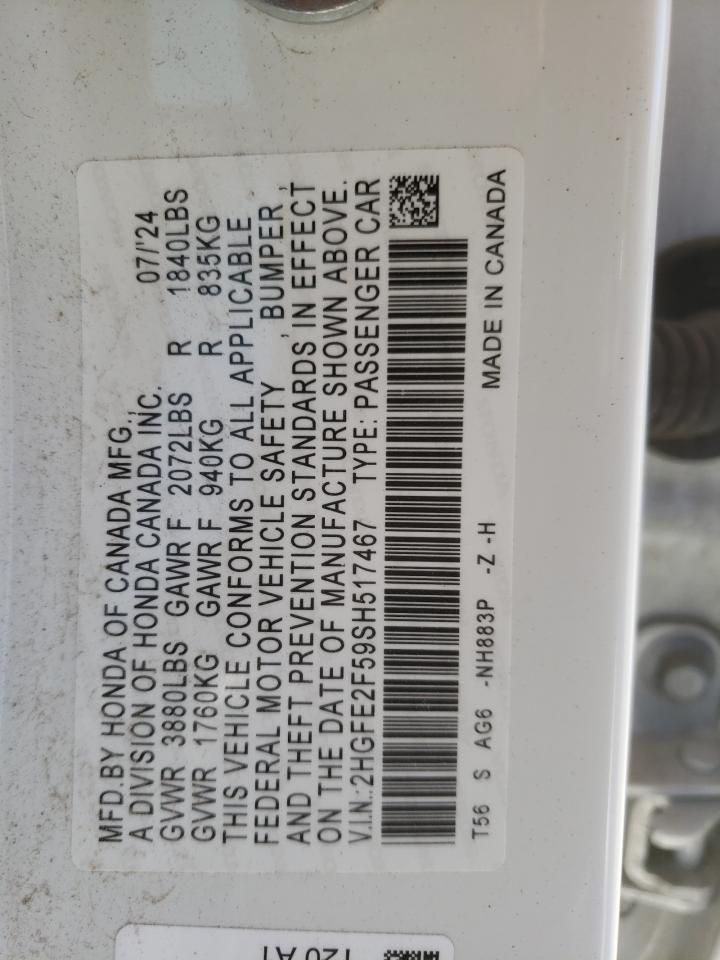 MFD.BY HONDA OF CANADA MFG.,
A DIVISION OF HONDA CANADA INC. 07/'24
GVWR 3880LBS GAWR F 2072LBS R 1840LBS
GVWR 1760KG GAWR F 940KG R 835KG
THIS VEHICLE CONFORMS TO ALL APPLICABLE
FEDERAL MOTOR VEHICLE SAFETY , BUMPER ,
AND THEFT PREVENTION STANDARDS IN EFFECT
ON THE DATE OF MANUFACTURE SHOWN ABOVE.
V.I.N.:2HGFE2F59SH517467 TYPE: PASSENGER CAR
T56 S AG6 -NH883P -Z -H MADE IN CANADA